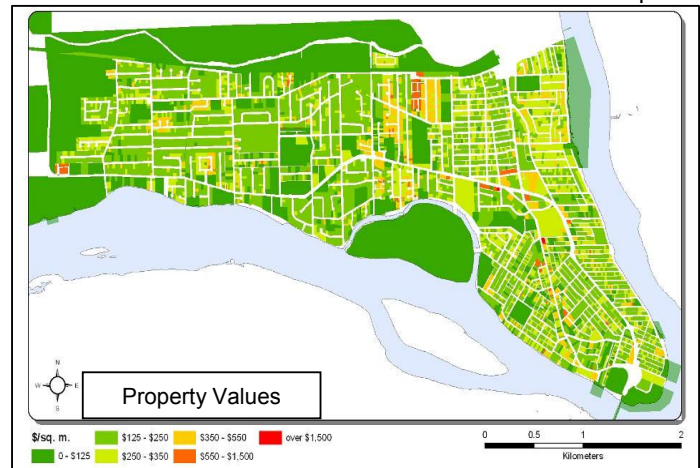 N
W E
S
Property Values
$/sq. m.
0 - $125
$125 - $250
$250 - $350
$350 - $550
$550 - $1,500
over $1,500
0 0.5 1 2
Kilometers